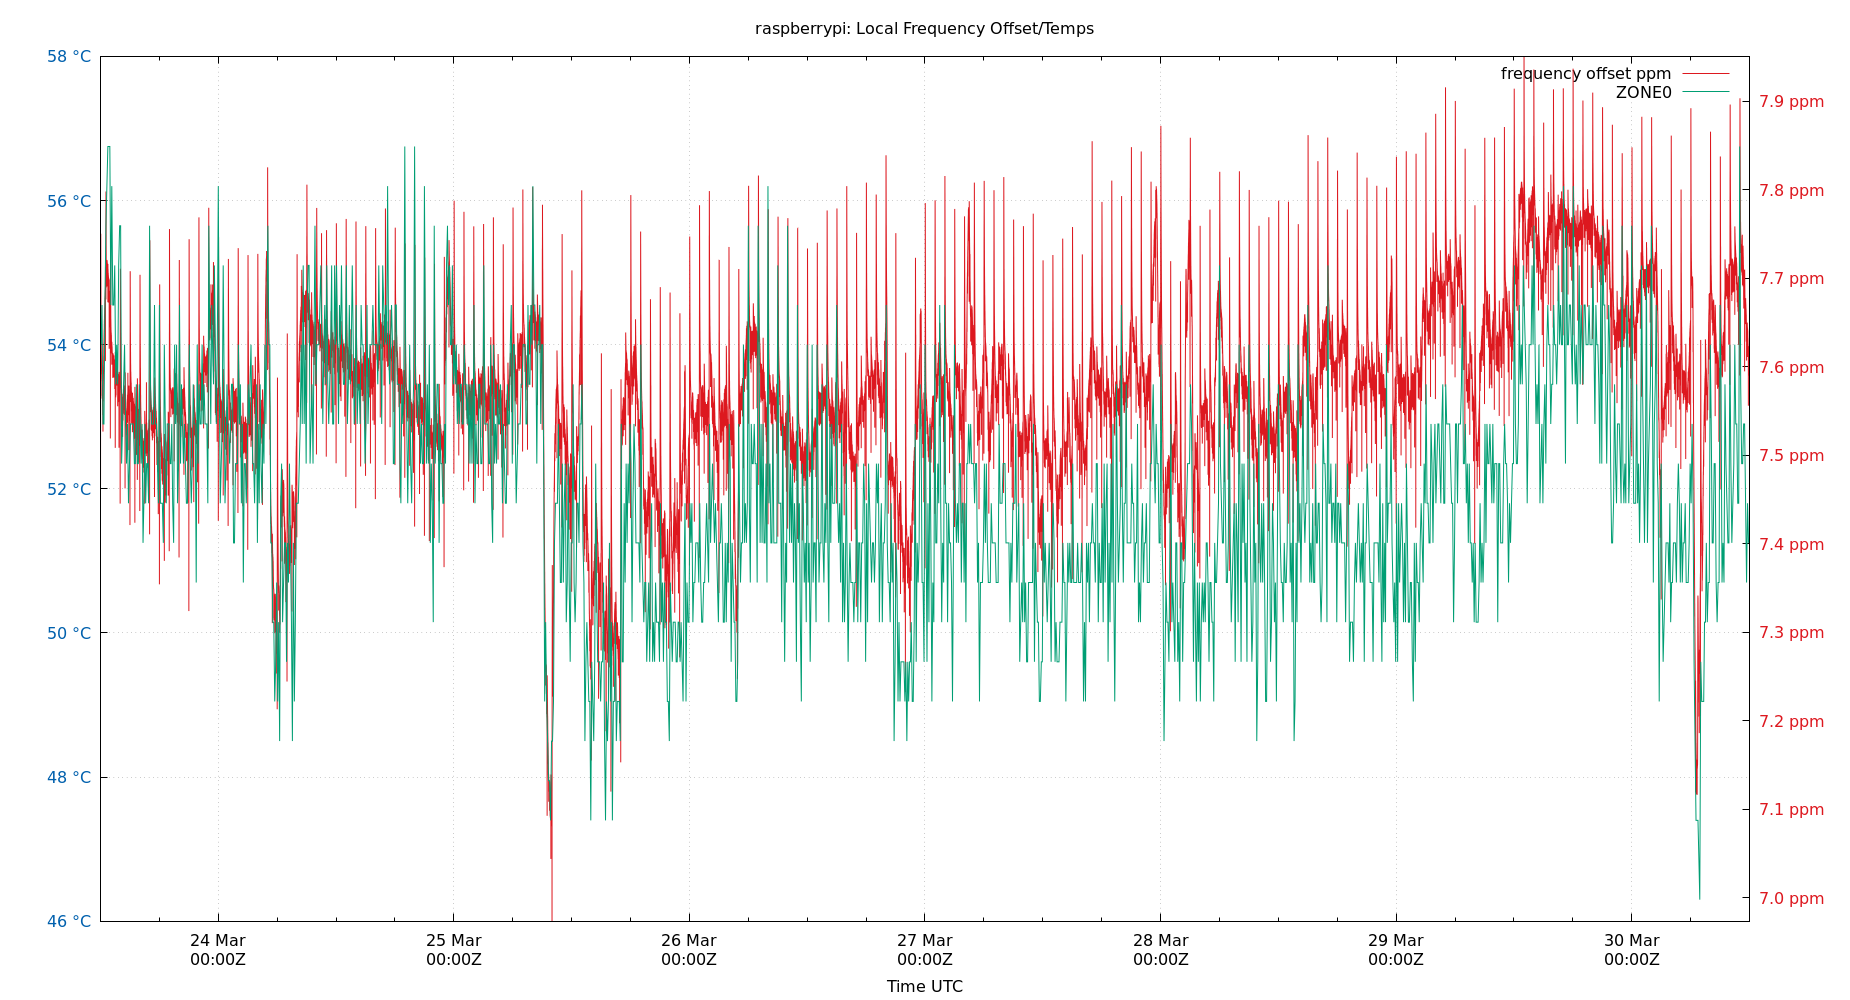 raspberrypi: Local Frequency Offset/Temps
58 °C
56 °C
54 °C
52 °C
50 °C
48 °C
46 °C
frequency offset ppm
ZONE0
7.9 ppm
7.8 ppm
7.7 ppm
7.6 ppm
7.5 ppm
7.4 ppm
7.3 ppm
7.2 ppm
7.1 ppm
7.0 ppm
24 Mar
00:00Z
25 Mar
00:00Z
26 Mar
00:00Z
27 Mar
00:00Z
28 Mar
00:00Z
29 Mar
00:00Z
30 Mar
00:00Z
Time UTC